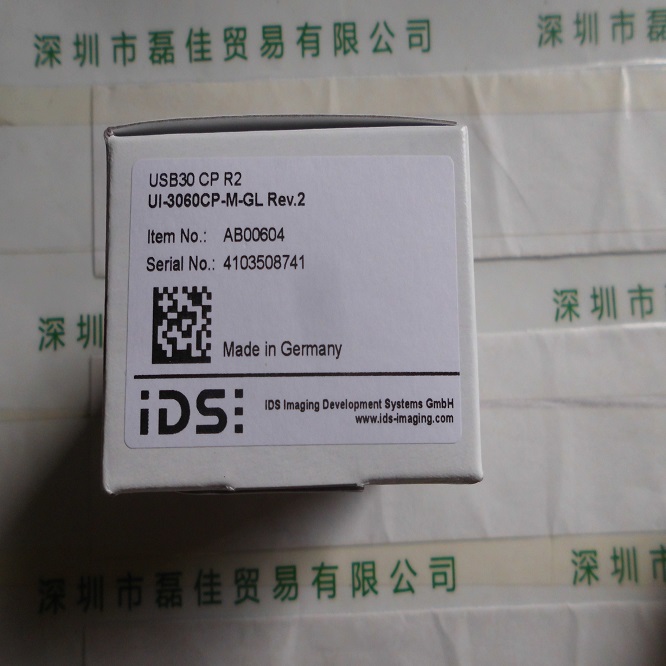 深圳市磊佳贸易有限公司
深圳市磊
USB30 CP R2
UI-3060CP-M-GL Rev.2
Item No.: AB00604
Serial No.: 4103508741
Made in Germany
iDS:
IDS Imaging Development Systems GmbH
www.ids-imaging.com
深圳市
深圳市
深圳市磊佳贸易有限公司
深圳市